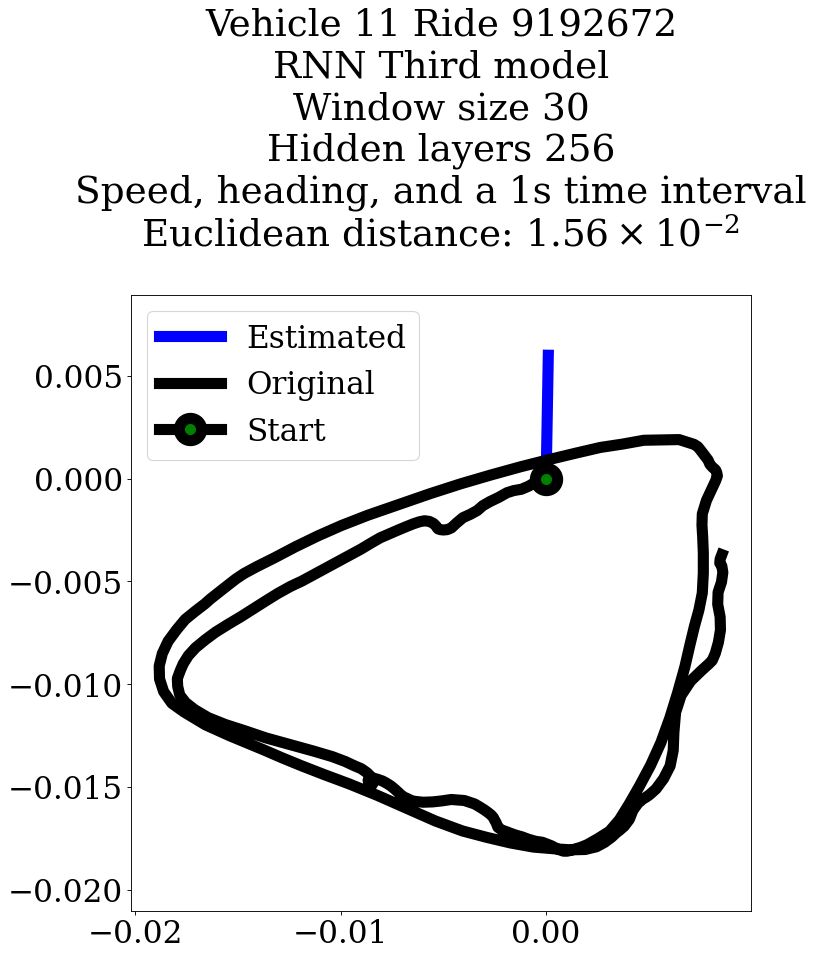 Vehicle 11 Ride 9192672
RNN Third model
Window size 30
Hidden layers 256
Speed, heading, and a 1s time interval
Euclidean distance: 1.56 × 10⁻²
Estimated
Original
Start
0.005
0.000
−0.005
−0.010
−0.015
−0.020
−0.02
−0.01
0.00